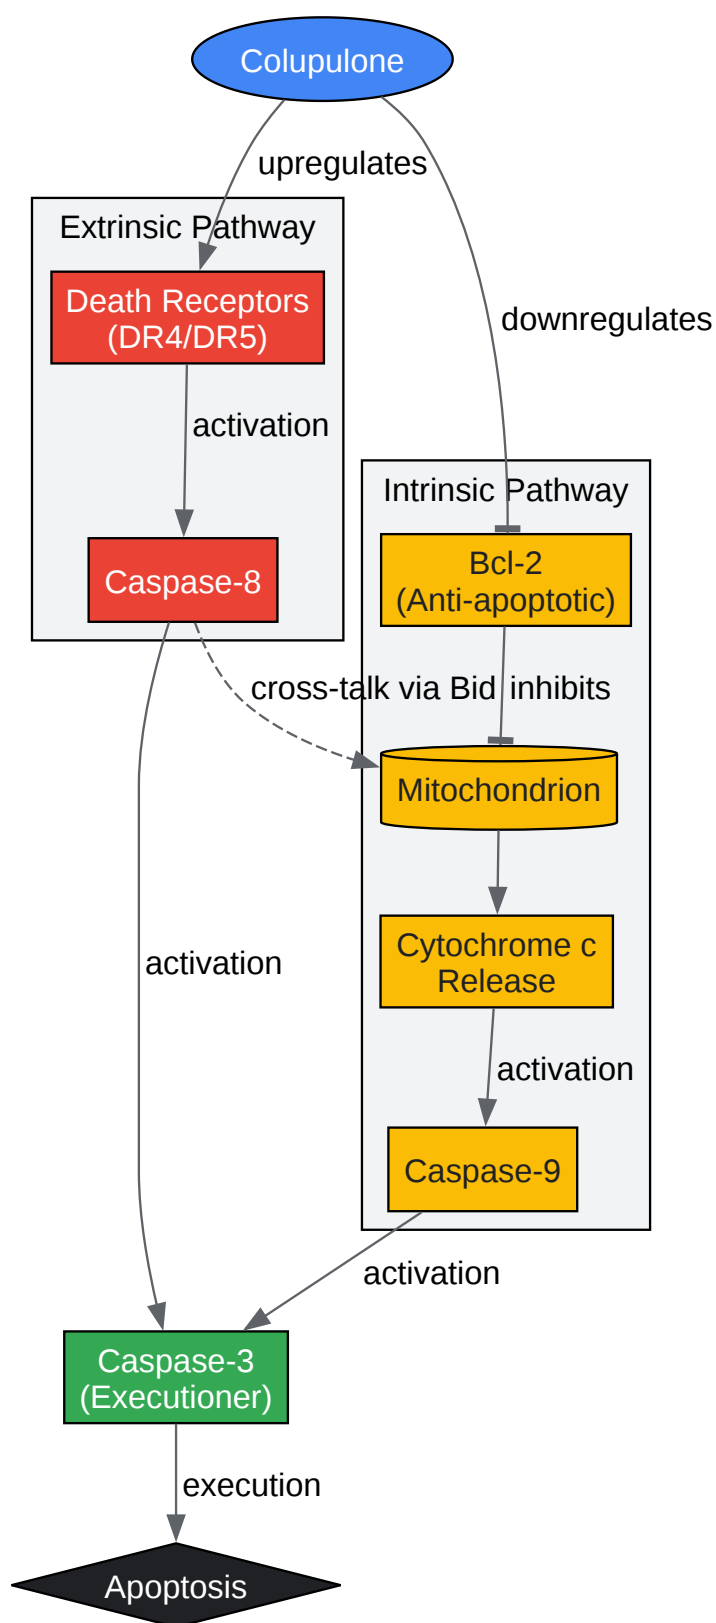 Colupulone
upregulates
Extrinsic Pathway
Death Receptors
(DR4/DR5)
downregulates
activation
Intrinsic Pathway
Caspase-8
Bcl-2
(Anti-apoptotic)
cross-talk via Bid
inhibits
Mitochondrion
Cytochrome c
Release
activation
activation
Caspase-9
activation
Caspase-3
(Executioner)
execution
Apoptosis